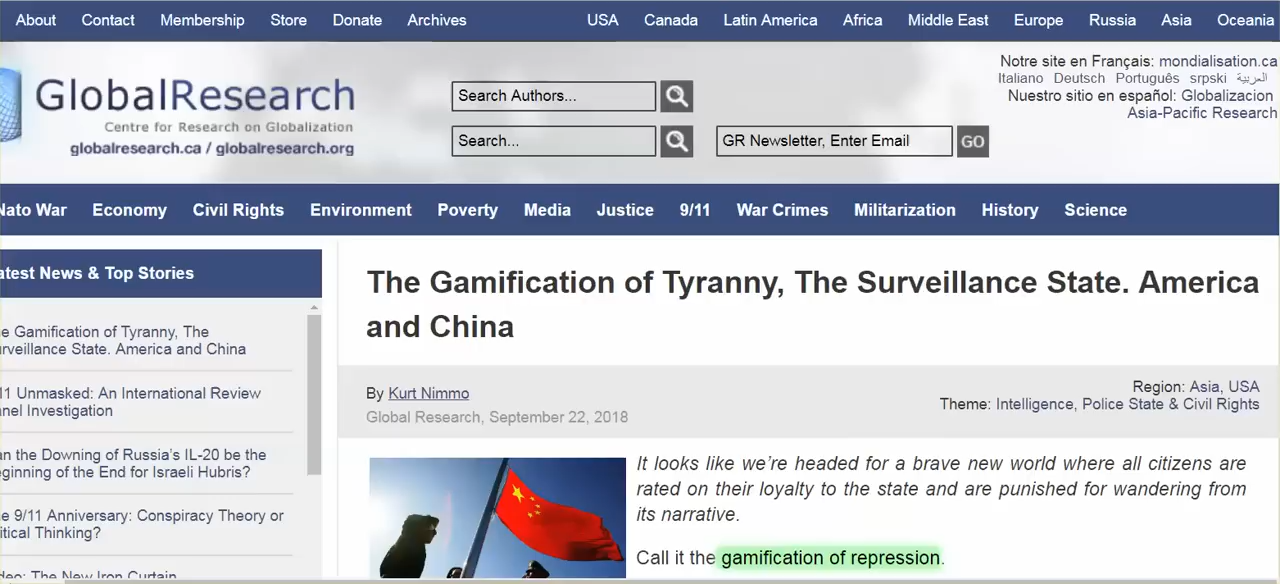 About Contact Membership Store Donate Archives USA Canada Latin America Africa Middle East Europe Russia Asia Oceania
Notre site en Français: mondialisation.ca
Italiano Deutsch Português srpski العربية
Nuestro sitio en español: Globalizacion
Asia-Pacific Research
GlobalResearch
Centre for Research on Globalization
globalresearch.ca / globalresearch.org
Search Authors...
Search...
GR Newsletter, Enter Email
GO
Nato War Economy Civil Rights Environment Poverty Media Justice 9/11 War Crimes Militarization History Science
atest News & Top Stories
e Gamification of Tyranny, The
urveillance State. America and China
11 Unmasked: An International Review
anel Investigation
an the Downing of Russia's IL-20 be the
eginning of the End for Israeli Hubris?
e 9/11 Anniversary: Conspiracy Theory or
itical Thinking?
deo: The New Iron Curtain
The Gamification of Tyranny, The Surveillance State. America
and China
By Kurt Nimmo
Global Research, September 22, 2018
Region: Asia, USA
Theme: Intelligence, Police State & Civil Rights
It looks like we're headed for a brave new world where all citizens are
rated on their loyalty to the state and are punished for wandering from
its narrative.
Call it the gamification of repression.